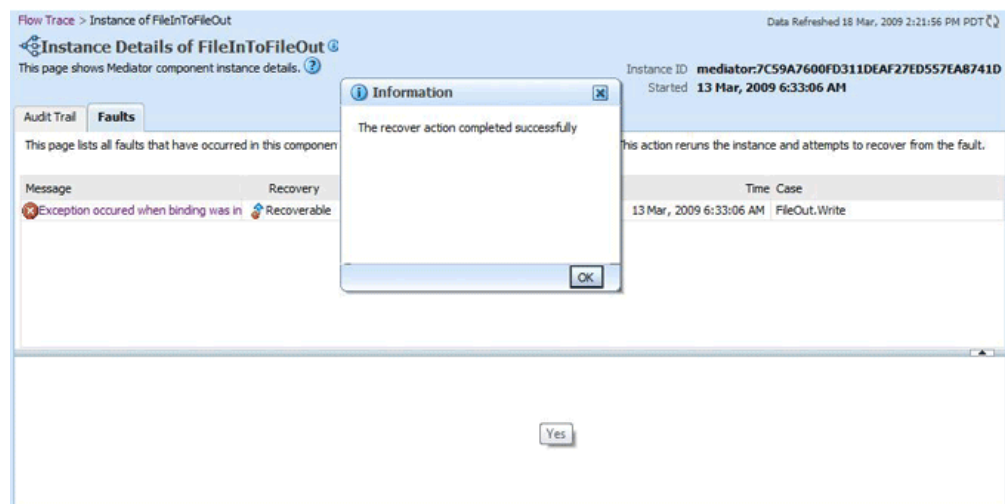 Flow Trace > Instance of FileInToFileOut
Data Refreshed 18 Mar, 2009 2:21:56 PM PDT
Instance Details of FileInToFileOut
This page shows Mediator component instance details.
Instance ID mediator:7C59A7600FD311DEAF27ED557EA8741D
Started 13 Mar, 2009 6:33:06 AM
Information
Audit Trail Faults
The recover action completed successfully
This page lists all faults that have occurred in this componen
his action reruns the instance and attempts to recover from the fault.
Message Recovery Time Case
Exception occured when binding was in Recoverable 13 Mar, 2009 6:33:06 AM FileOut.Write
OK
Yes